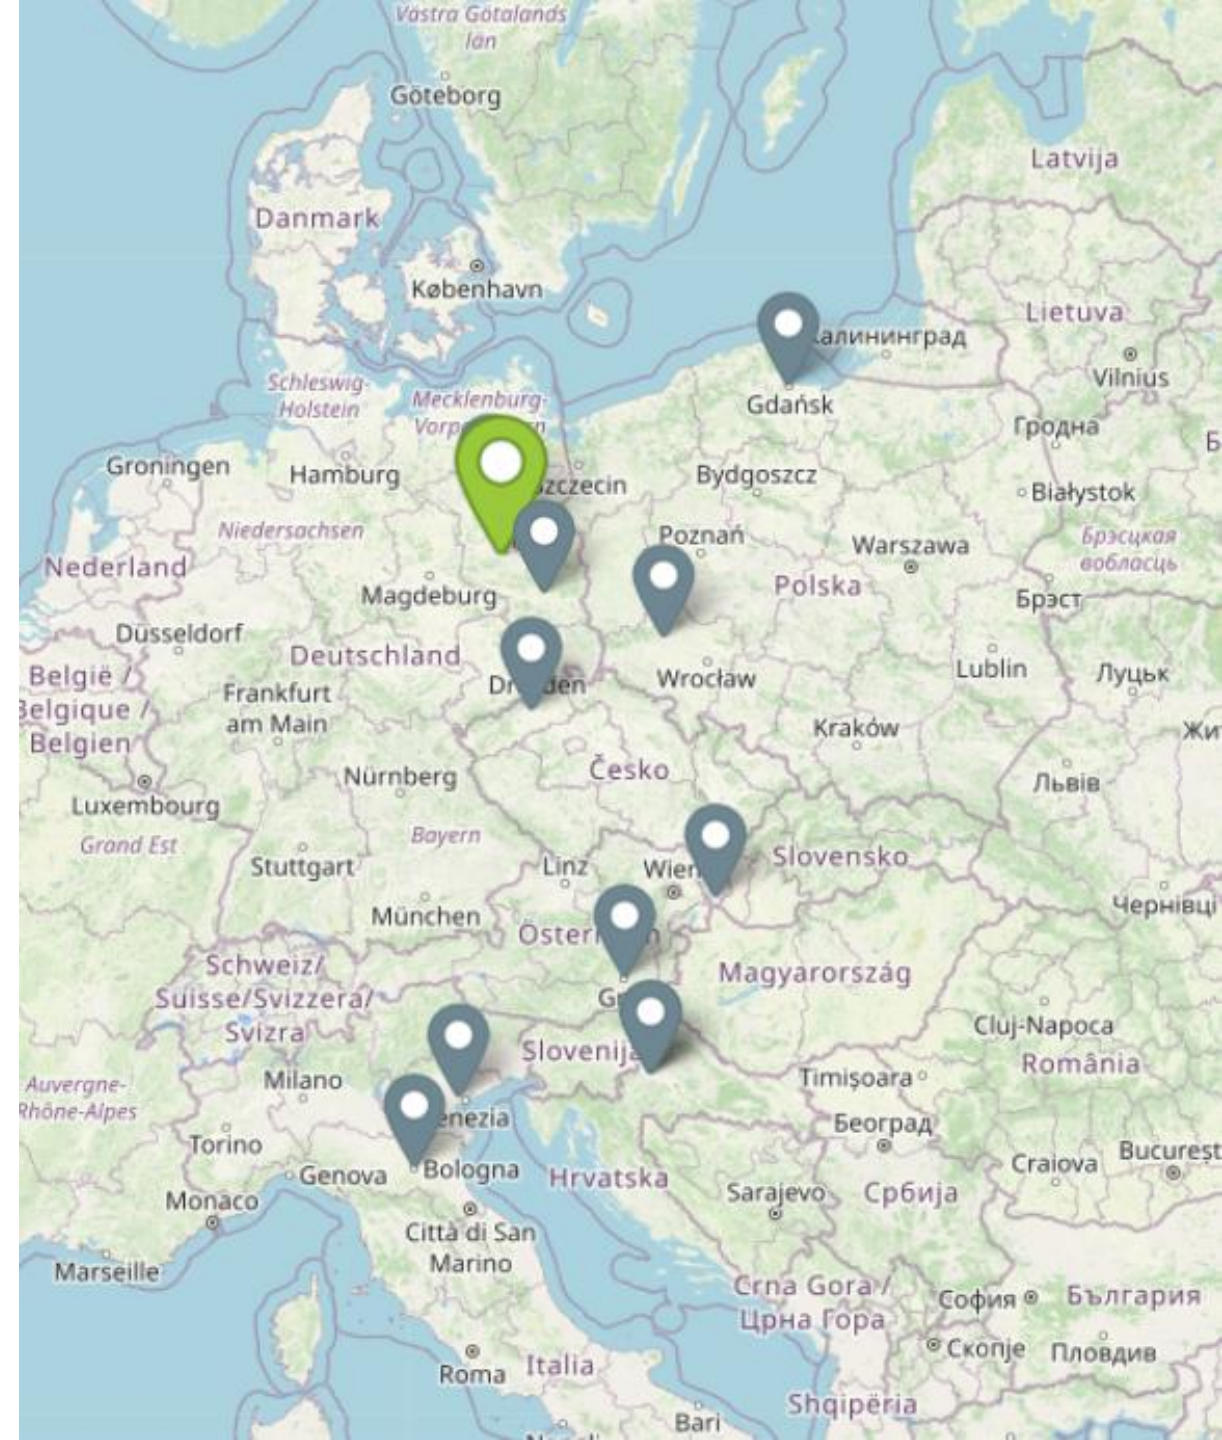 Västra Götalands
län
Göteborg
Latvija
Danmark
København
Lietuva
Калининград
Vilnius
Schleswig-
Holstein
Mecklenburg-
Gdańsk
Гродна
Groningen
Hamburg
Szczecin
Bydgoszcz
Białystok
Niedersachsen
Poznań
Warszawa
Брэсцкая
вобласць
Nederland
Magdeburg
Polska
Брэст
Düsseldorf
Deutschland
België /
Belgique /
Belgien
Frankfurt
am Main
Dresden
Wrocław
Lublin
Луцьк
Kraków
Česko
Nürnberg
Львів
Luxembourg
Grand Est
Bayern
Stuttgart
Linz
Wien
Slovensko
München
Чернівці
Schweiz/
Suisse/Svizzera/
Svizra
Magyarország
Cluj-Napoca
Slovenija
România
Auvergne-
Rhône-Alpes
Milano
Timișoara
Venezia
Torino
Београд
Genova
Bologna
Hrvatska
Craiova
București
Monaco
Sarajevo
Србија
Città di San
Marino
Marseille
Crna Gora /
Црна Гора
София
България
Скопје
Пловдив
Roma
Italia
Shqipëria
Bari